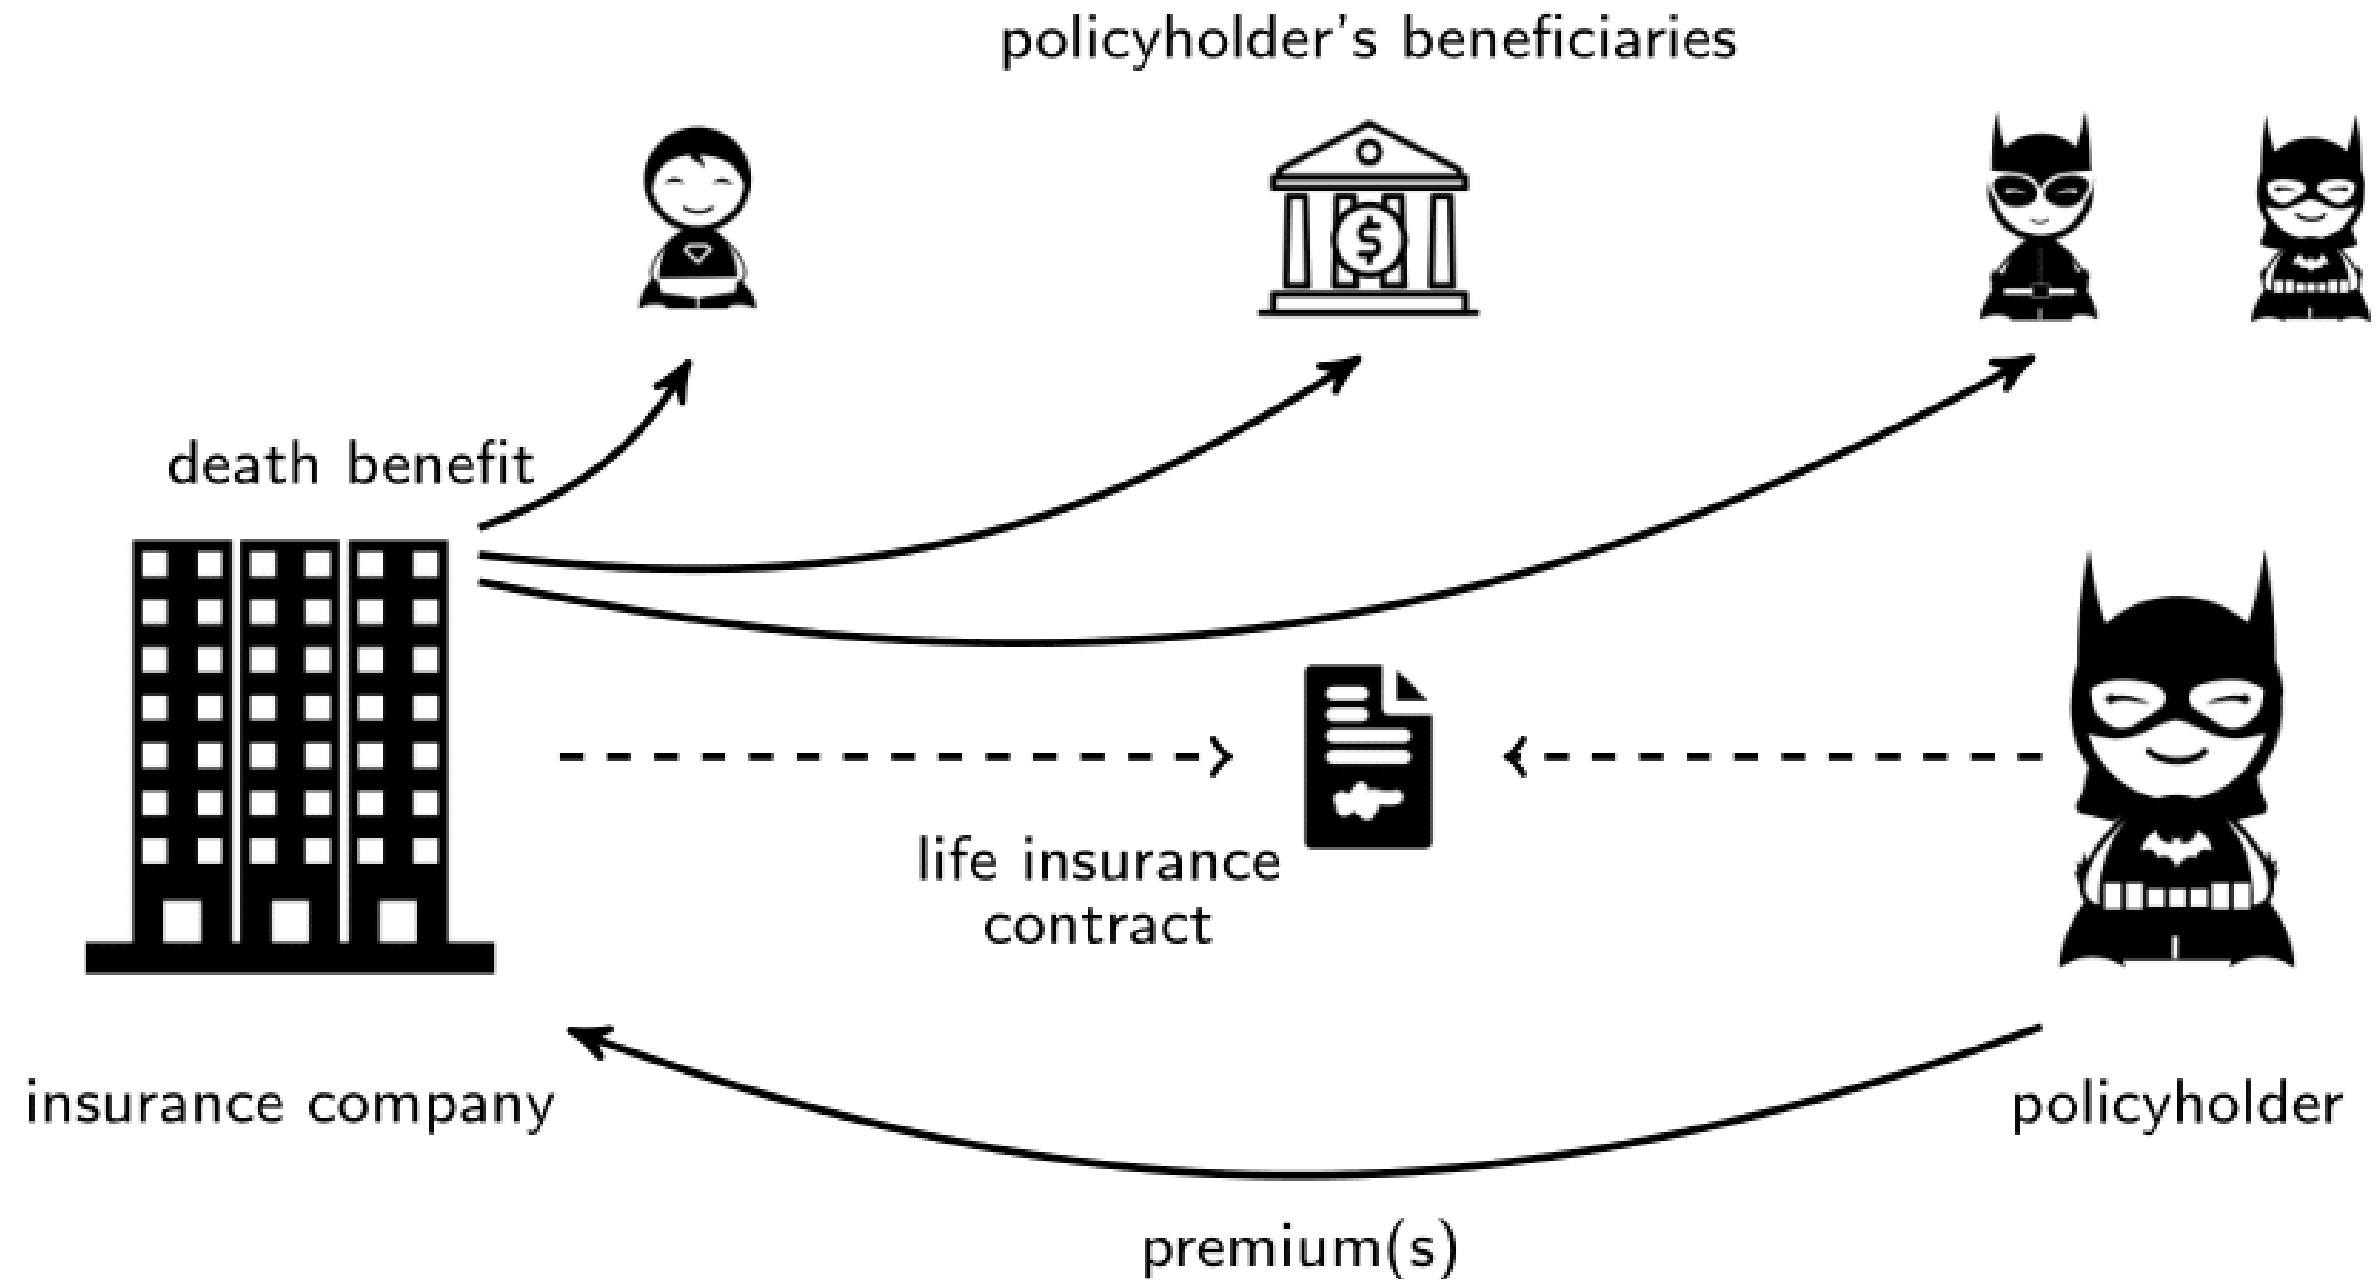 policyholder's beneficiaries
death benefit
$
life insurance
contract
insurance company
policyholder
premium(s)